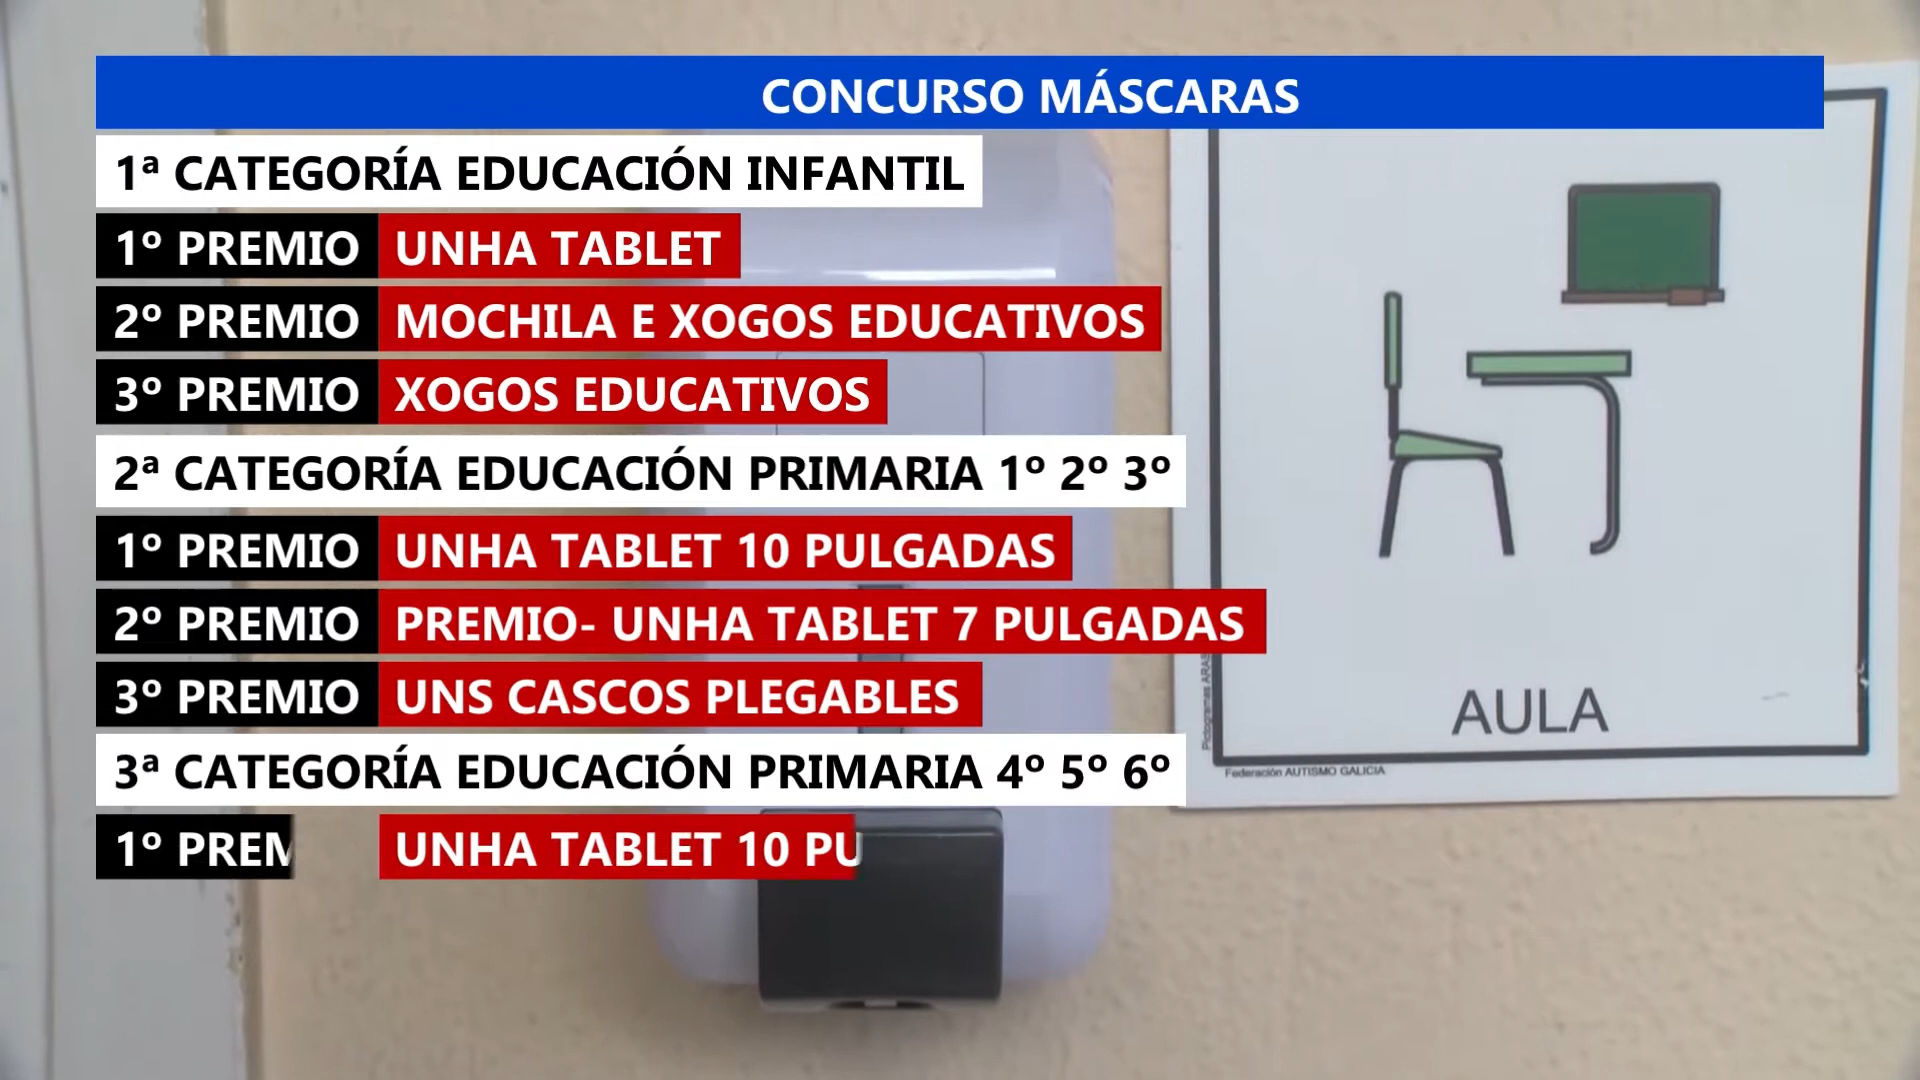 CONCURSO MÁSCARAS
1ª CATEGORÍA EDUCACIÓN INFANTIL
1º PREMIO UNHA TABLET
2º PREMIO MOCHILA E XOGOS EDUCATIVOS
3º PREMIO XOGOS EDUCATIVOS
2ª CATEGORÍA EDUCACIÓN PRIMARIA 1º 2º 3º
1º PREMIO UNHA TABLET 10 PULGADAS
2º PREMIO PREMIO- UNHA TABLET 7 PULGADAS
3º PREMIO UNS CASCOS PLEGABLES
3ª CATEGORÍA EDUCACIÓN PRIMARIA 4º 5º 6º
1º PREM UNHA TABLET 10 PU
AULA
Federación AUTISMO GALICIA